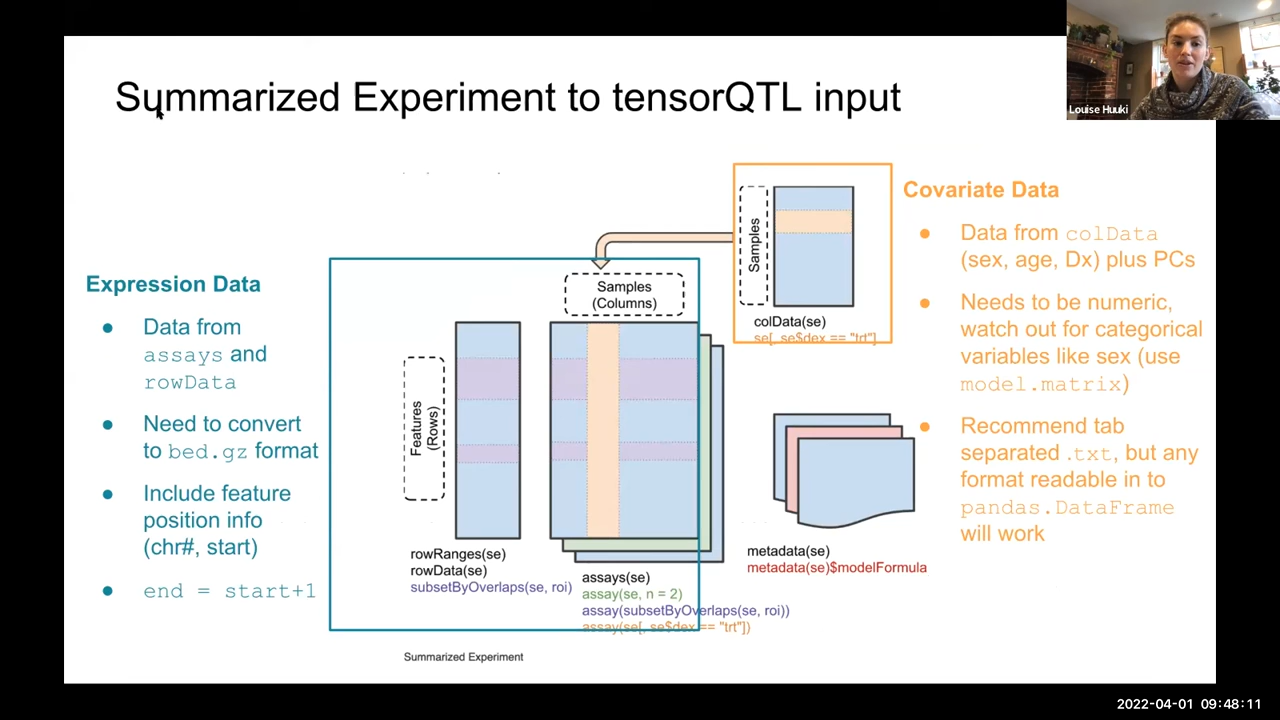 Summarized Experiment to tensorQTL input
Louise Huuki
Expression Data
● Data from
assays and
rowData
● Need to convert
to bed.gz format
● Include feature
position info
(chr#, start)
● end = start+1
Samples
(Columns)
Features
(Rows)
rowRanges(se)
rowData(se)
subsetByOverlaps(se, roi)
assays(se)
assay(se, n = 2)
assay(subsetByOverlaps(se, roi))
assay(se[, se$dex == "trt"])
Summarized Experiment
Samples
colData(se)
se[, se$dex == "trt"]
metadata(se)
metadata(se)$modelFormula
Covariate Data
● Data from colData
(sex, age, Dx) plus PCs
● Needs to be numeric,
watch out for categorical
variables like sex (use
model.matrix)
● Recommend tab
separated .txt, but any
format readable in to
pandas.DataFrame
will work
2022-04-01 09:48:11